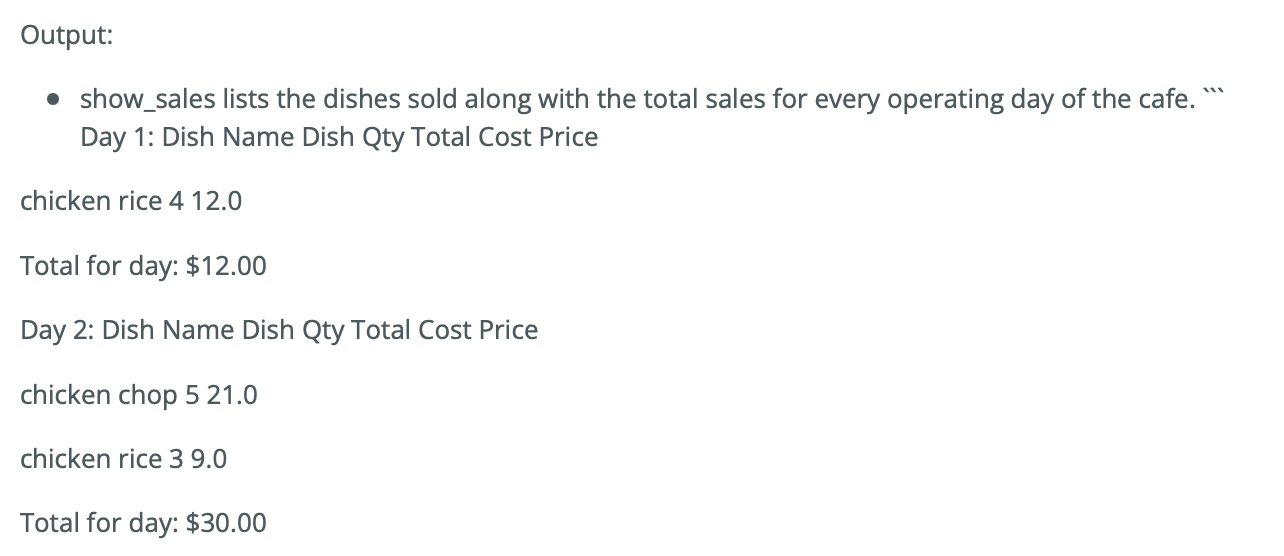 Output:
• show_sales lists the dishes sold along with the total sales for every operating day of the cafe. ```
Day 1: Dish Name Dish Qty Total Cost Price
chicken rice 4 12.0
Total for day: $12.00
Day 2: Dish Name Dish Qty Total Cost Price
chicken chop 5 21.0
chicken rice 3 9.0
Total for day: $30.00